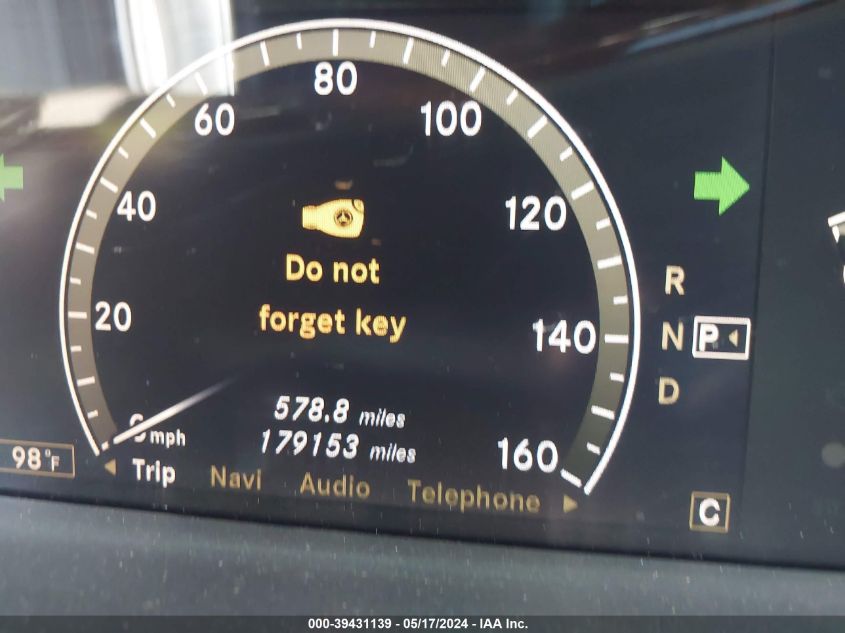 80
60
100
40
120
Do not
forget key
20
140
R
N P
D
578.8 miles
179153 miles
0 mph
160
98°F
Trip Navi Audio Telephone
C
000-39431139 - 05/17/2024 - IAA Inc.